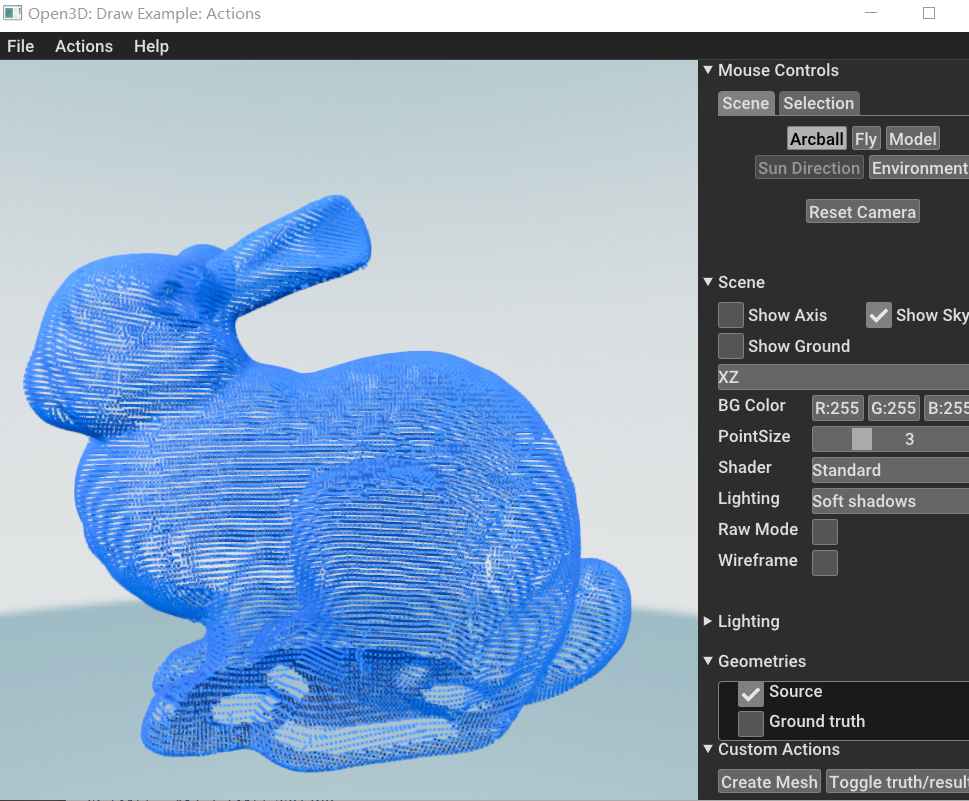 Open3D: Draw Example: Actions
File Actions Help
Mouse Controls
Scene Selection
Arcball Fly Model
Sun Direction Environment
Reset Camera
Scene
Show Axis Show Sky
Show Ground
XZ
BG Color R:255 G:255 B:255
PointSize 3
Shader Standard
Lighting Soft shadows
Raw Mode
Wireframe
Lighting
Geometries
Source
Ground truth
Custom Actions
Create Mesh Toggle truth/result